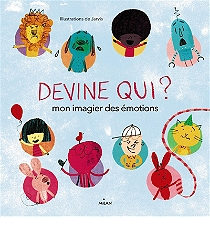 Illustrations de Jarvis
DEVINE QUI?
mon imagier des émotions
MILAN